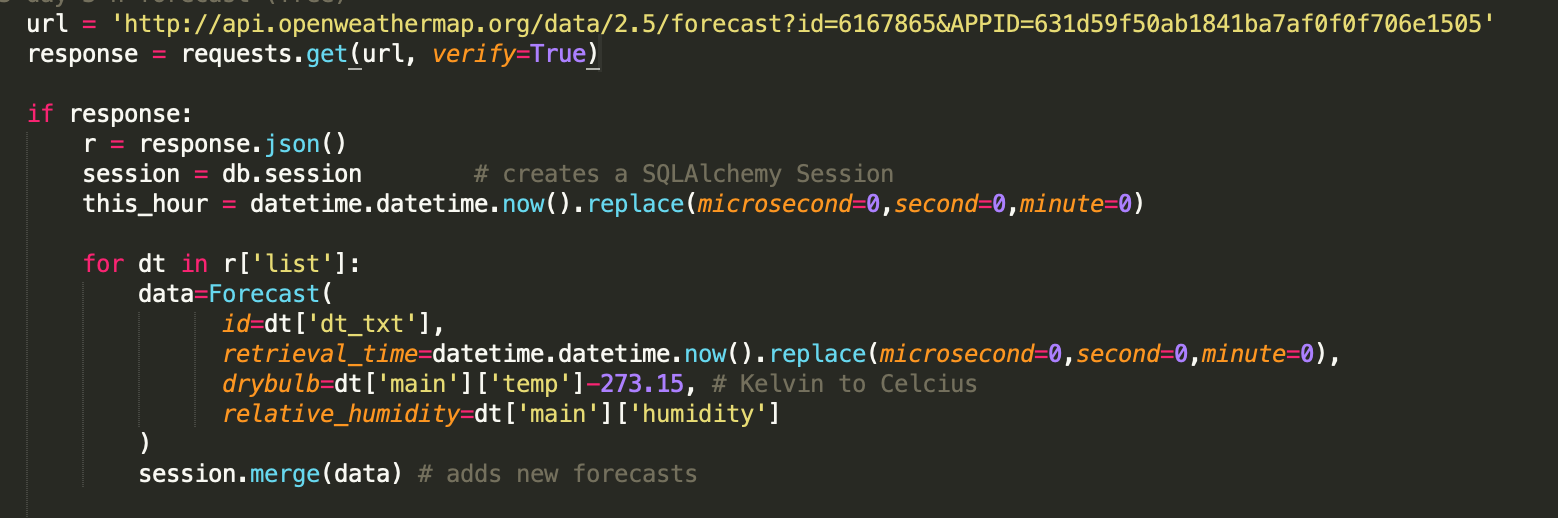 url = 'http://api.openweathermap.org/data/2.5/forecast?id=6167865&APPID=631d59f50ab1841ba7af0f0f706e1505'
response = requests.get(url, verify=True)
if response:
    r = response.json()
    session = db.session        # creates a SQLAlchemy Session
    this_hour = datetime.datetime.now().replace(microsecond=0,second=0,minute=0)
    for dt in r['list']:
        data=Forecast(
              id=dt['dt_txt'],
              retrieval_time=datetime.datetime.now().replace(microsecond=0,second=0,minute=0),
              drybulb=dt['main']['temp']-273.15, # Kelvin to Celcius
              relative_humidity=dt['main']['humidity']
        )
        session.merge(data) # adds new forecasts